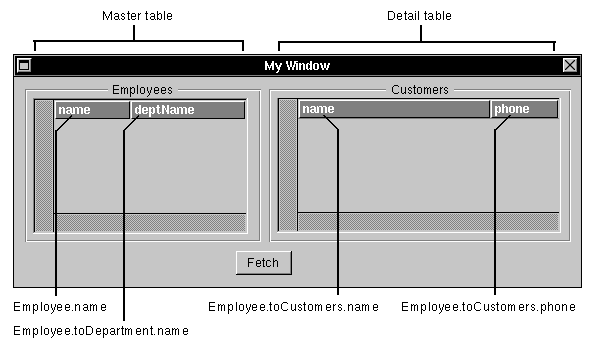 Master table
Detail table
My Window
Employees
Customers
name
deptName
name
phone
Fetch
Employee.name
Employee.toCustomers.name
Employee.toCustomers.phone
Employee.toDepartment.name